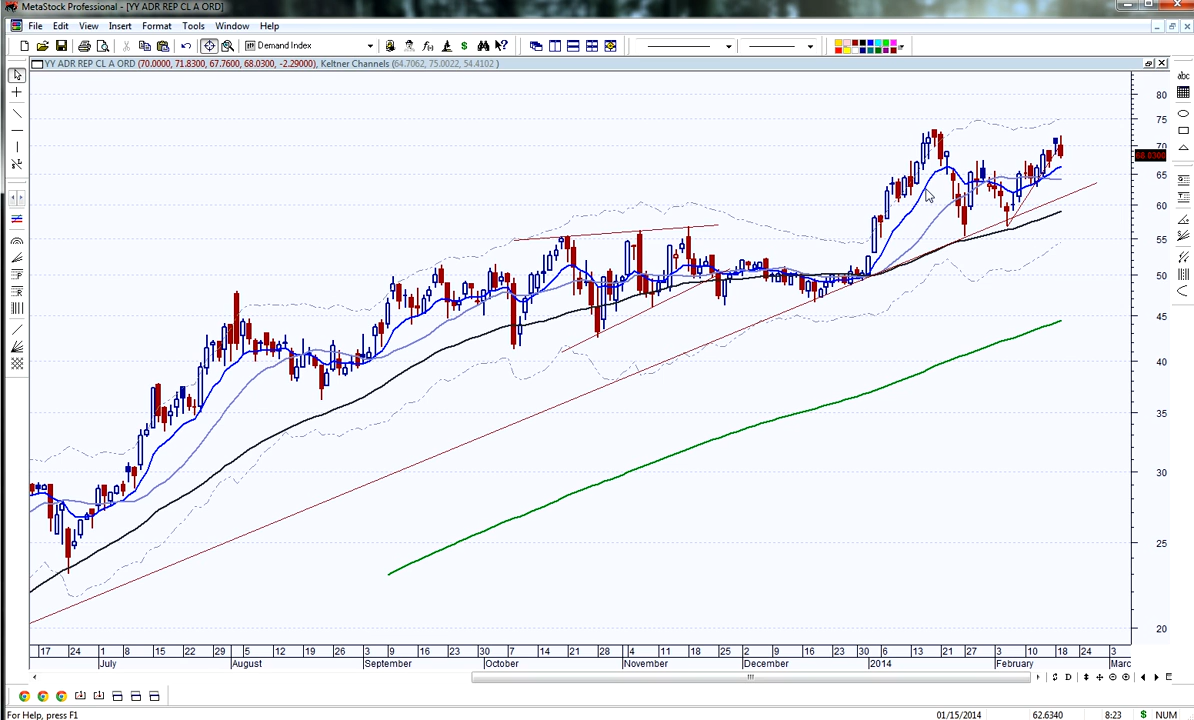 MetaStock Professional - [YY ADR REP CL A ORD]
File Edit View Insert Format Tools Window Help
Demand Index
YY ADR REP CL A ORD (70.0000, 71.8300, 67.7600, 68.0300, -2.29000), Keltner Channels (64.7062, 75.0022, 54.4102 )
abc
80
75
70
68.0300
65
60
55
50
45
40
35
30
25
20
17 24 1 8 15 22 29 5 12 19 26 3 9 16 23 30 7 14 21 28 4 11 18 25 2 9 16 23 30 6 13 21 27 3 10 18 24 3
July August September October November December 2014 February Marc
D
For Help, press F1 01/15/2014 62.6340 8:23 $ NUM